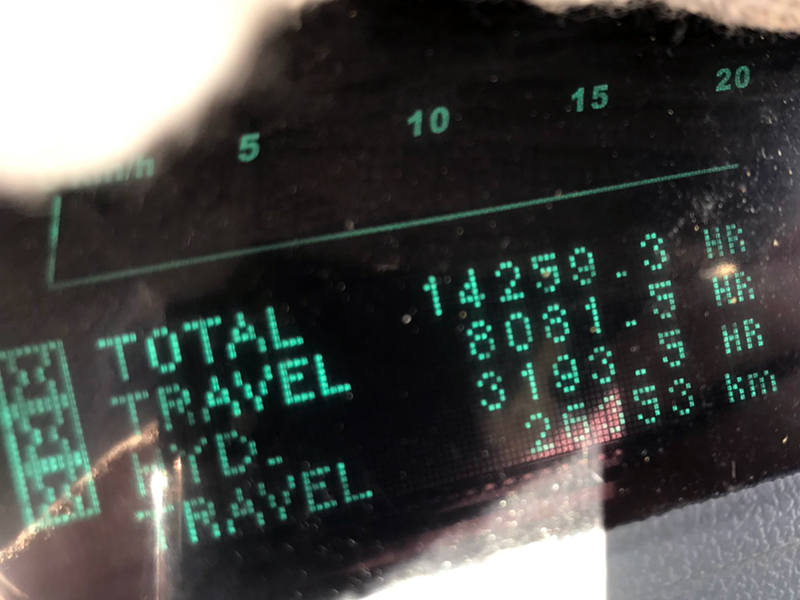 5 10 15 20
TOTAL 14259.3 HR
TRAVEL 8081.5 HR
HYD. 3193.5 HR
TRAVEL km